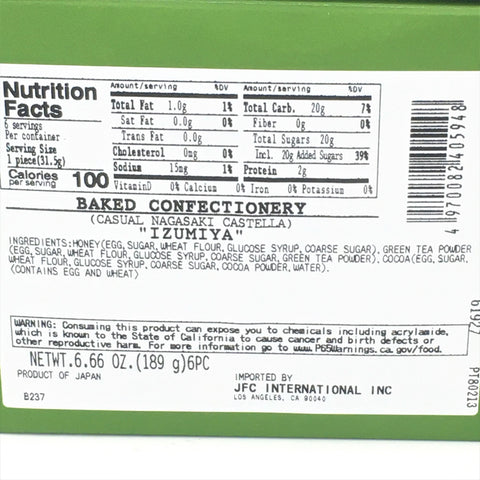 Nutrition Facts
6 servings
Per container
Serving Size
1 piece(31.5g)
Calories per serving 100
Amount/serving %DV
Total Fat 1.0g 1%
Sat Fat 0.0g 0%
Trans Fat 0.0g
Cholesterol 0mg 0%
Sodium 15mg 1%
Amount/serving %DV
Total Carb. 20g 7%
Fiber 0g 0%
Total Sugars 20g
Incl. 20g Added Sugars 39%
Protein 2g
VitaminD 0% Calcium 0% Iron 0% Potassium 0%
BAKED CONFECTIONERY
(CASUAL NAGASAKI CASTELLA)
"IZUMIYA"
INGREDIENTS:HONEY(EGG, SUGAR, WHEAT FLOUR, GLUCOSE SYRUP, COARSE SUGAR), GREEN TEA POWDER
(EGG, SUGAR, WHEAT FLOUR, GLUCOSE SYRUP, COARSE SUGAR, GREEN TEA POWDER), COCOA(EGG, SUGAR,
WHEAT FLOUR, GLUCOSE SYRUP, COARSE SUGAR, COCOA POWDER, WATER).
(CONTAINS EGG AND WHEAT)
WARNING: Consuming this product can expose you to chemicals including acrylamide,
which is known to the State of California to cause cancer and birth defects or
other reproductive harm. For more information go to www.P65Warnings.ca.gov/food.
NETWT.6.66 OZ.(189 g)6PC
PRODUCT OF JAPAN
B237
IMPORTED BY
JFC INTERNATIONAL INC
LOS ANGELES, CA 90040
4970082405948
61927
PT80213